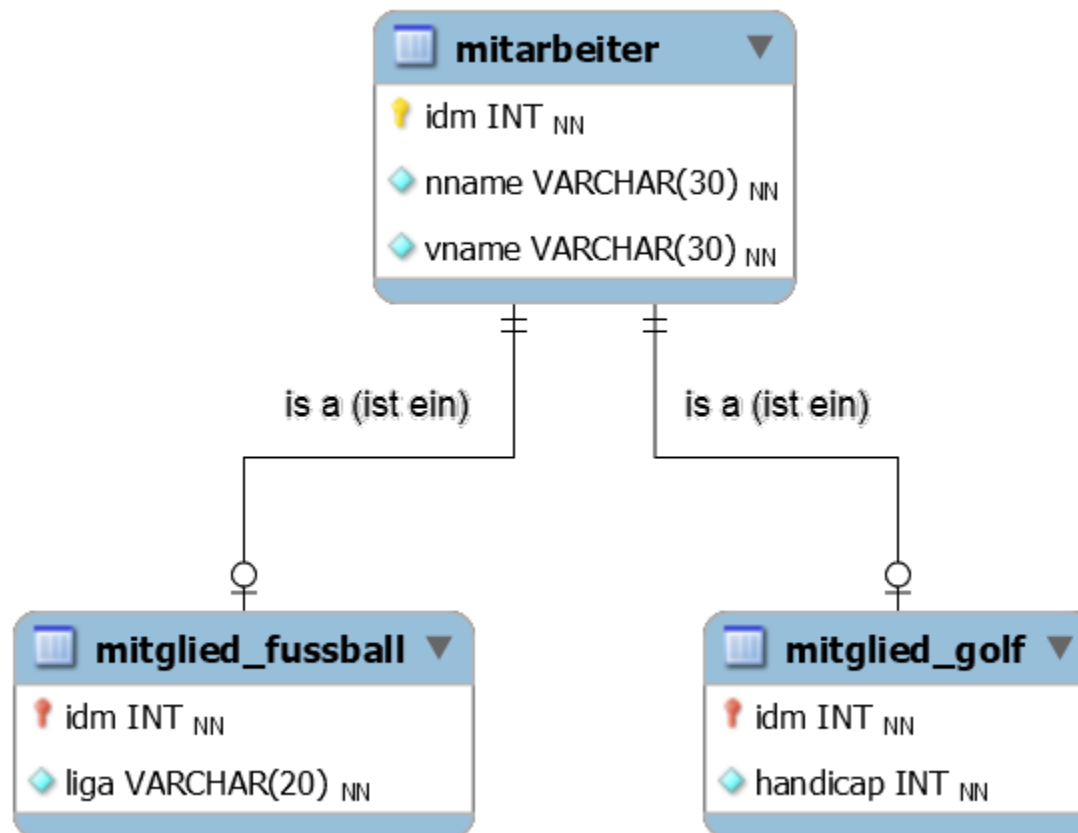 mitarbeiter
idm INT NN
nname VARCHAR(30) NN
vname VARCHAR(30) NN
is a (ist ein)
is a (ist ein)
mitglied_fussball
idm INT NN
liga VARCHAR(20) NN
mitglied_golf
idm INT NN
handicap INT NN